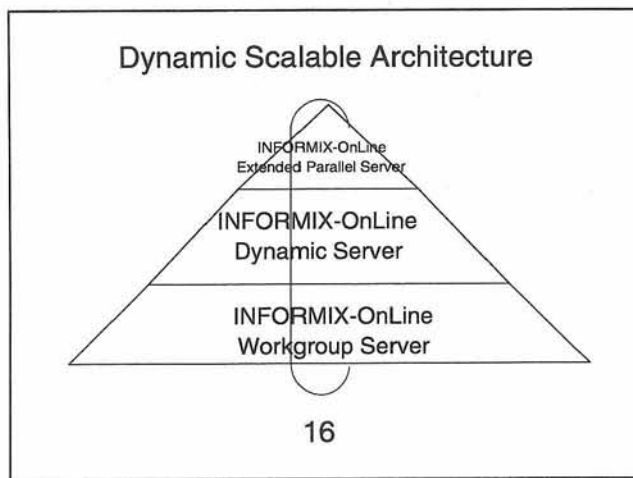 Dynamic Scalable Architecture
INFORMIX-OnLine
Extended Parallel Server
INFORMIX-OnLine
Dynamic Server
INFORMIX-OnLine
Workgroup Server
16